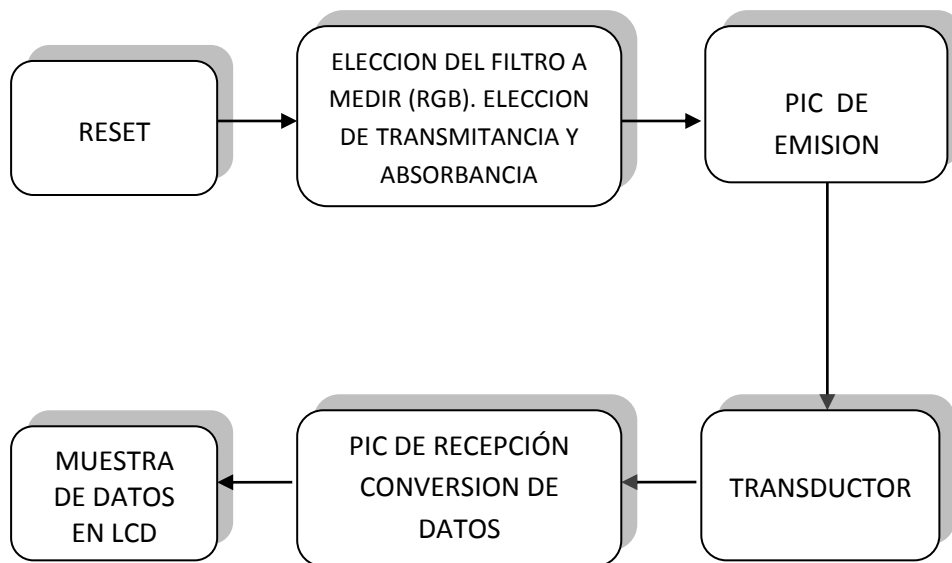 RESET
ELECCION DEL FILTRO A
MEDIR (RGB). ELECCION
DE TRANSMITANCIA Y
ABSORBANCIA
PIC DE
EMISION
TRANSDUCTOR
PIC DE RECEPCIÓN
CONVERSION DE
DATOS
MUESTRA
DE DATOS
EN LCD